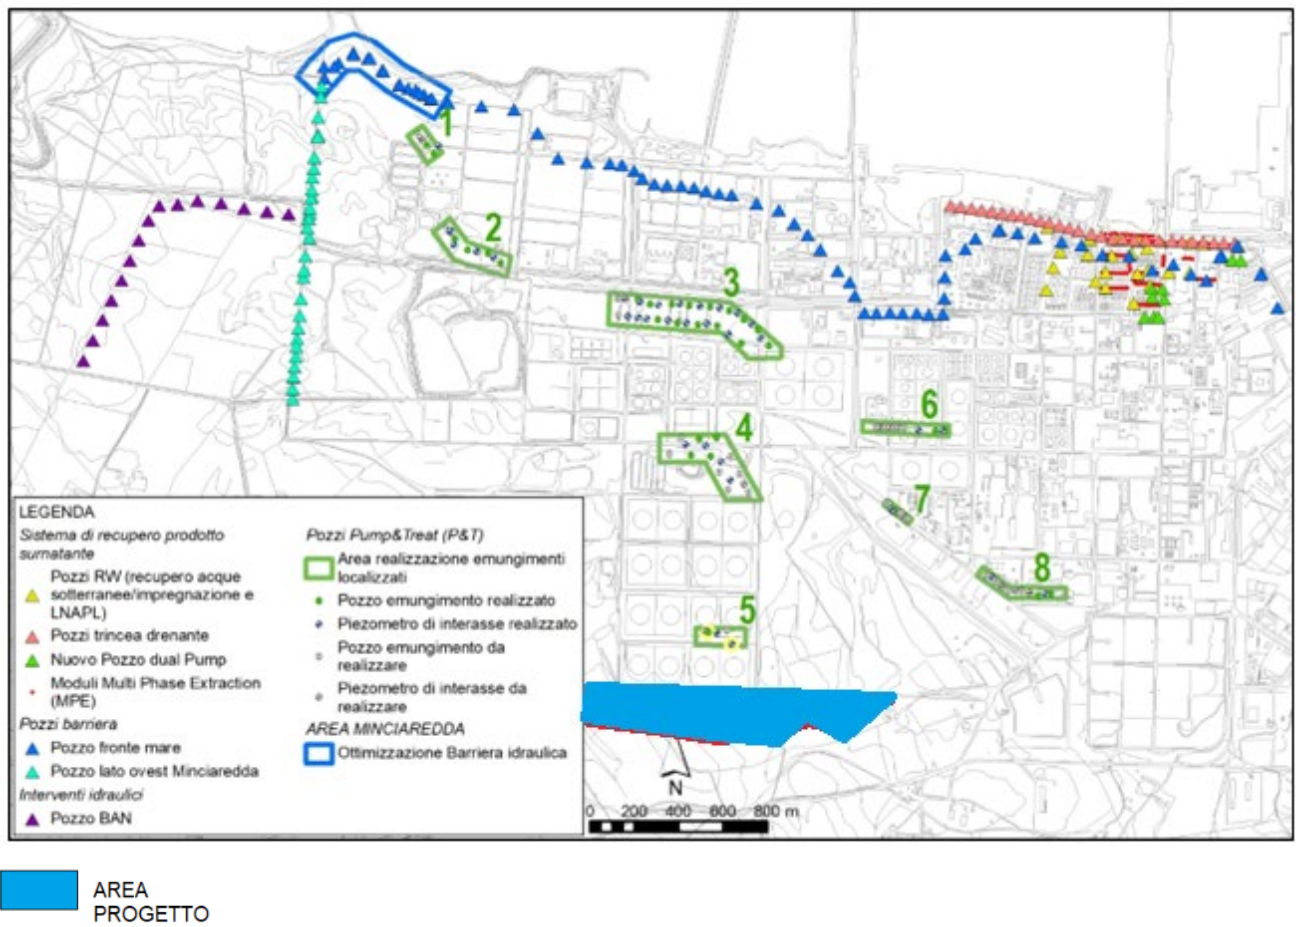 1
2
3
4
6
7
8
5
LEGENDA
Sistema di recupero prodotto
surnatante
Pozzi RW (recupero acque
sotterranee/impregnazione e
LNAPL)
Pozzi trincea drenante
Nuovo Pozzo dual Pump
Moduli Multi Phase Extraction
(MPE)
Pozzi barriera
Pozzo fronte mare
Pozzo lato ovest Minciaredda
Interventi idraulici
Pozzo BAN
Pozzi Pump&Treat (P&T)
Area realizzazione emungimenti
localizzati
Pozzo emungimento realizzato
Piezometro di interasse realizzato
Pozzo emungimento da
realizzare
Piezometro di interasse da
realizzare
AREA MINCIAREDDA
Ottimizzazione Barriera idraulica
N
0 200 400 600 800 m
AREA
PROGETTO